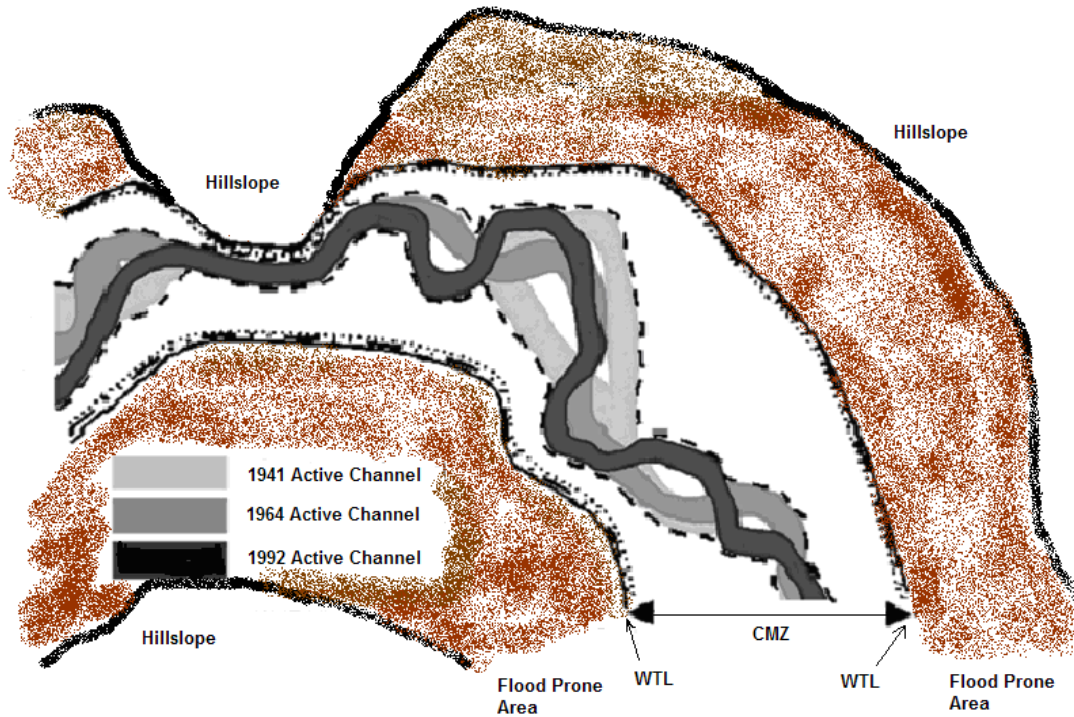 Hillslope
Hillslope
1941 Active Channel
1964 Active Channel
1992 Active Channel
Hillslope
CMZ
WTL
WTL
Flood Prone
Area
Flood Prone
Area